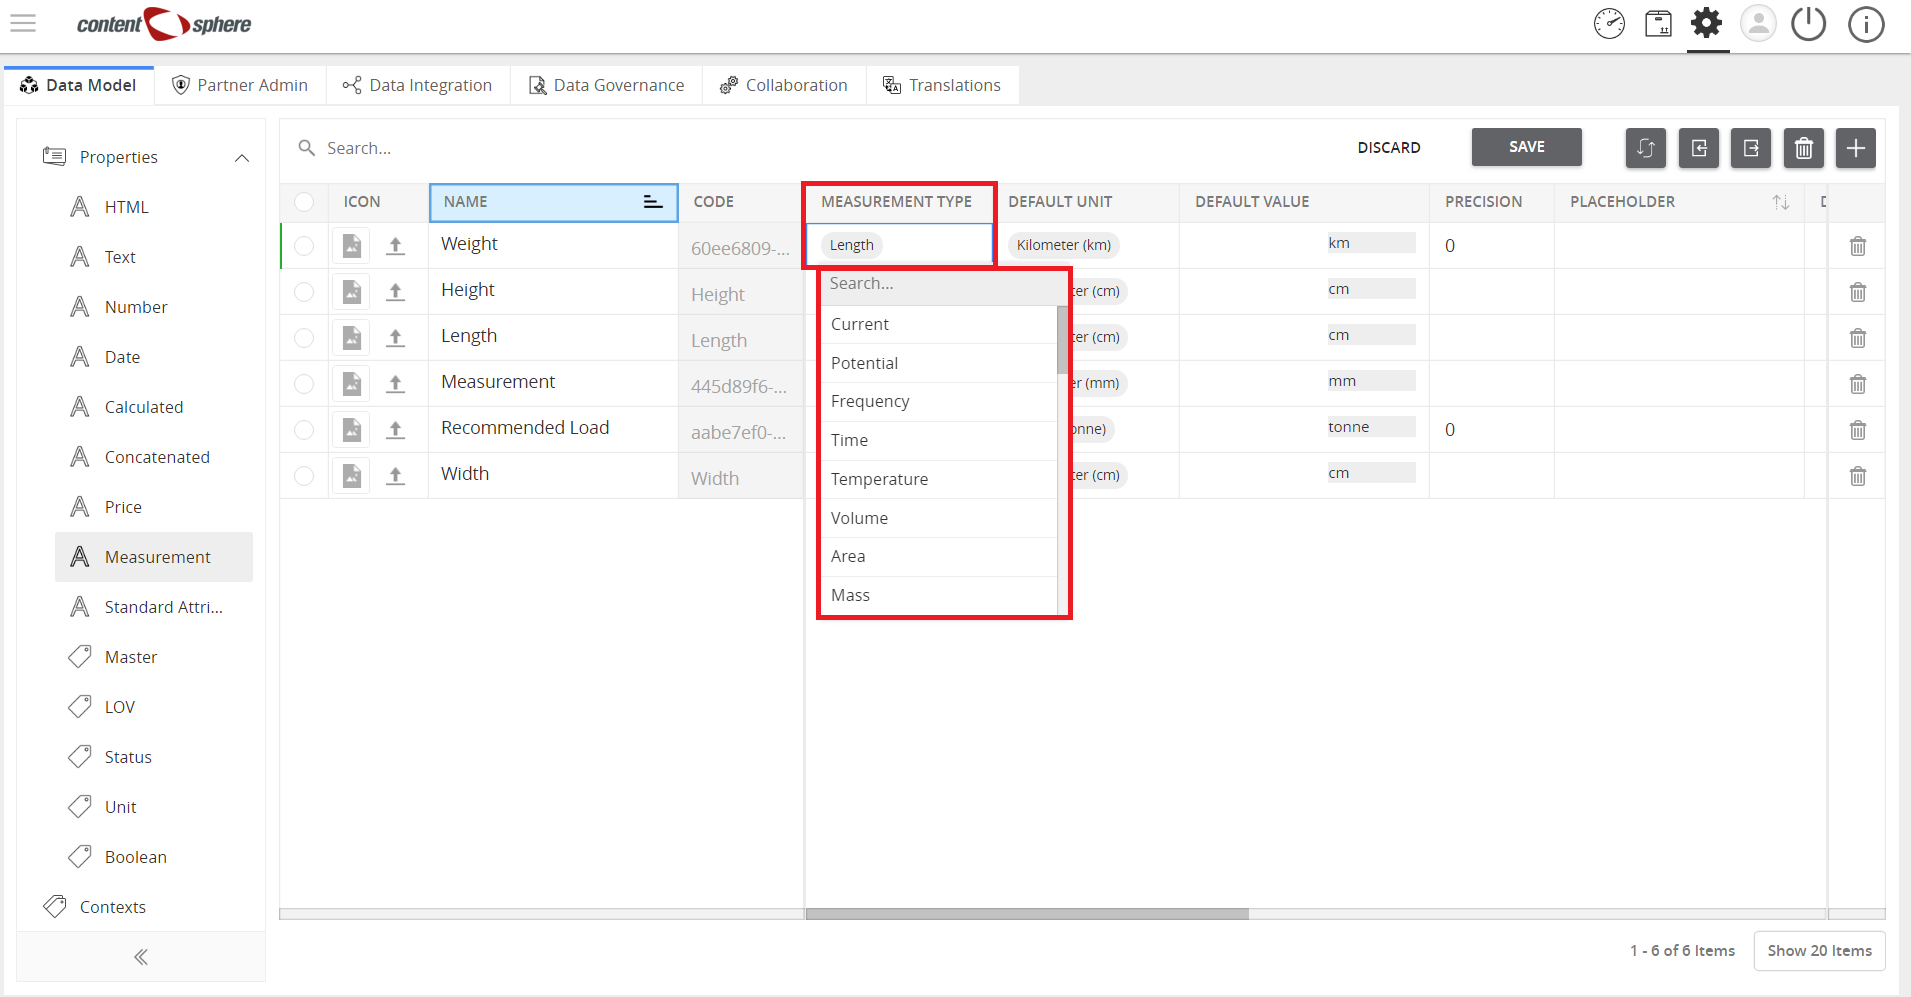 content sphere
Data Model Partner Admin Data Integration Data Governance Collaboration Translations
Properties
HTML
Text
Number
Date
Calculated
Concatenated
Price
Measurement
Standard Attri...
Master
LOV
Status
Unit
Boolean
Contexts
Search... DISCARD SAVE
ICON NAME CODE MEASUREMENT TYPE DEFAULT UNIT DEFAULT VALUE PRECISION PLACEHOLDER
Weight 60ee6809-... Length Kilometer (km) km 0
Height Height ter (cm) cm
Length Length ter (cm) cm
Measurement 445d89f6-... er (mm) mm
Recommended Load aabe7ef0-... onne) tonne 0
Width Width ter (cm) cm
Search...
Current
Potential
Frequency
Time
Temperature
Volume
Area
Mass
1 - 6 of 6 Items Show 20 Items